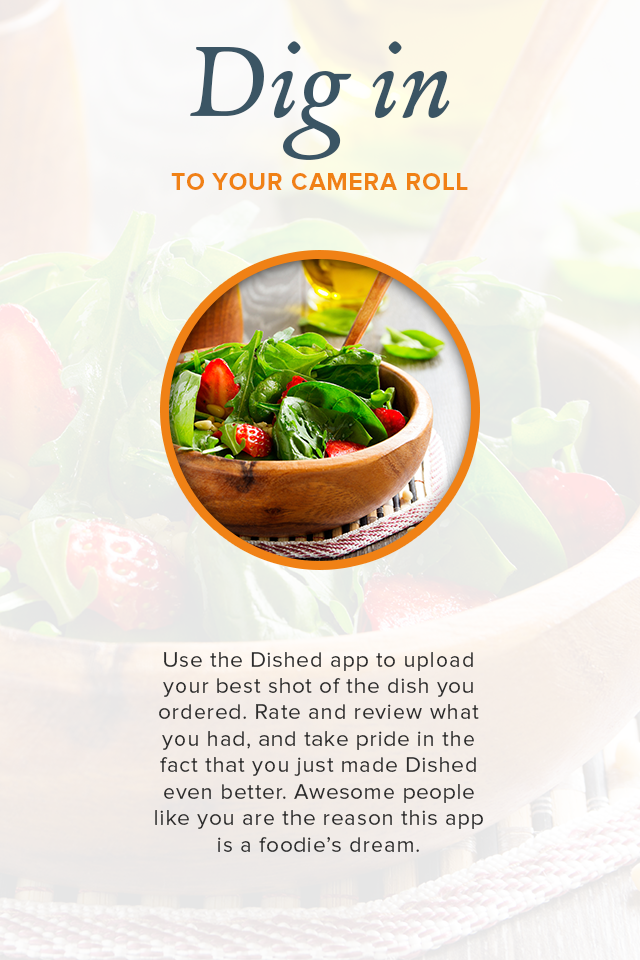 Dig in
TO YOUR CAMERA ROLL
Use the Dished app to upload
your best shot of the dish you
ordered. Rate and review what
you had, and take pride in the
fact that you just made Dished
even better. Awesome people
like you are the reason this app
is a foodie’s dream.